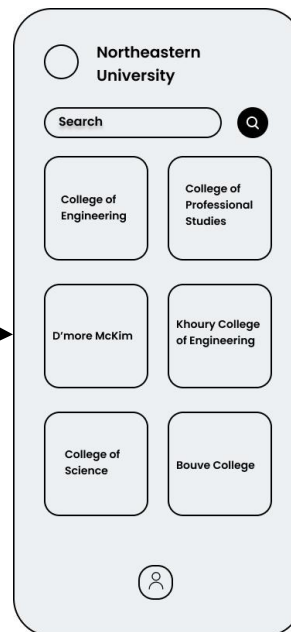 Northeastern
University
Search
College of
Engineering
College of
Professional
Studies
D'more McKim
Khoury College
of Engineering
College of
Science
Bouve College